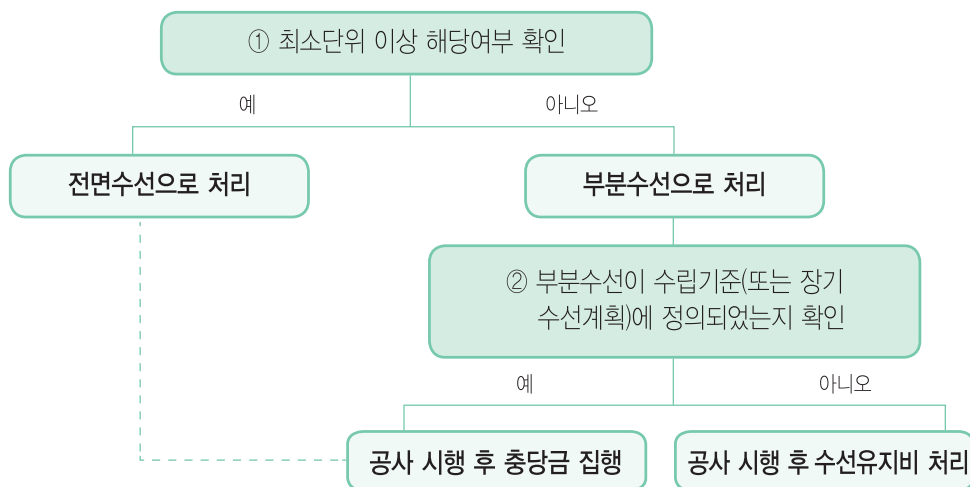 ① 최소단위 이상 해당여부 확인
예
아니오
전면수선으로 처리
부분수선으로 처리
② 부분수선이 수립기준(또는 장기
수선계획)에 정의되었는지 확인
예
아니오
공사 시행 후 충당금 집행
공사 시행 후 수선유지비 처리